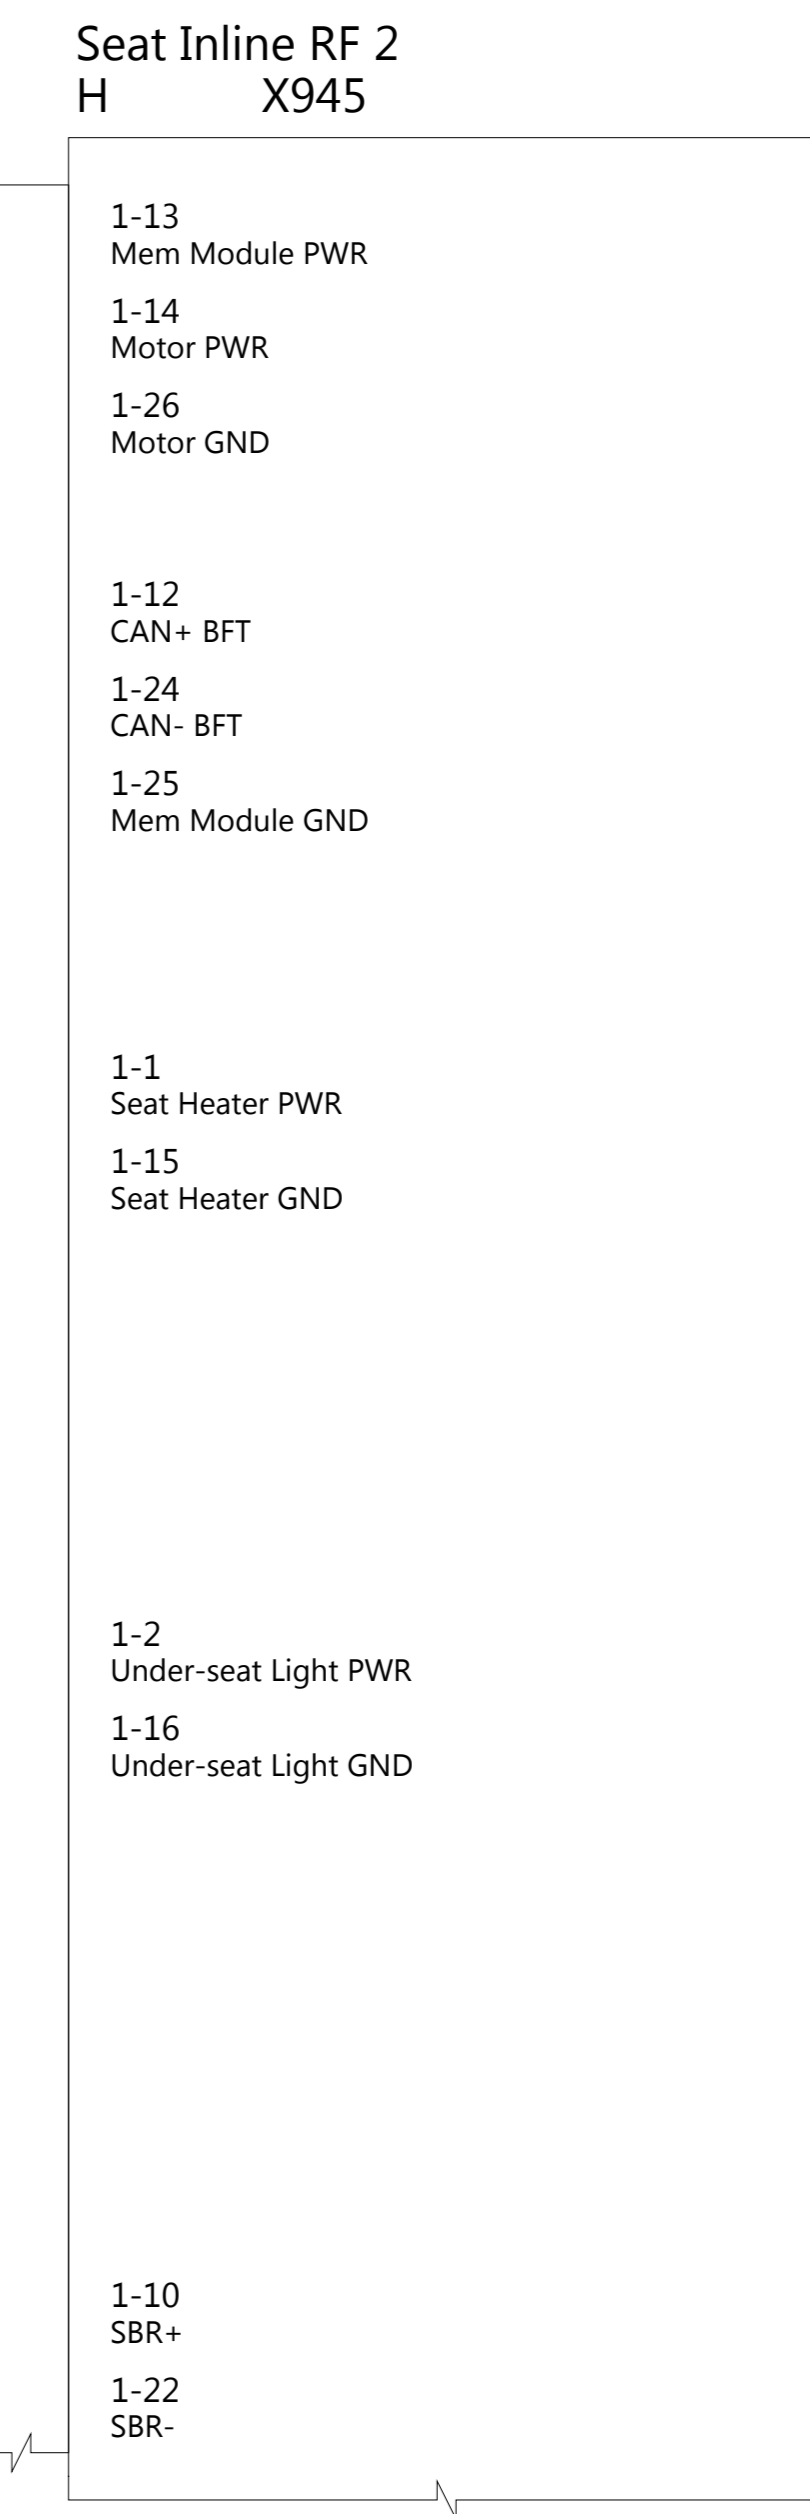 Seat Inline RF 2
H X945
1-13
Mem Module PWR
1-14
Motor PWR
1-26
Motor GND
1-12
CAN+ BFT
1-24
CAN- BFT
1-25
Mem Module GND
1-1
Seat Heater PWR
1-15
Seat Heater GND
1-2
Under-seat Light PWR
1-16
Under-seat Light GND
1-10
SBR+
1-22
SBR-